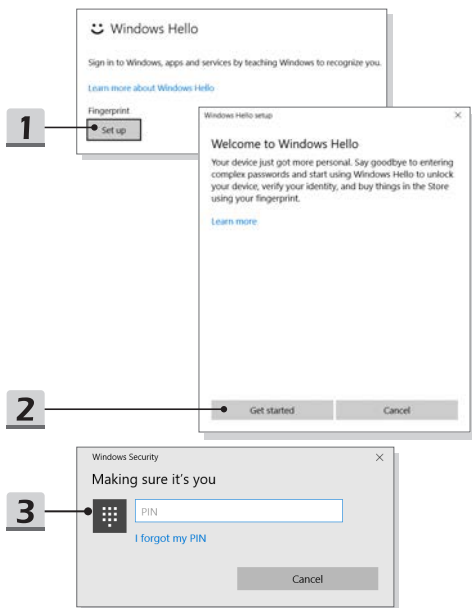 Windows Hello
Sign in to Windows, apps and services by teaching Windows to recognize you.
Learn more about Windows Hello
Fingerprint
1
Set up
Windows Hello setup
Welcome to Windows Hello
Your device just got more personal. Say goodbye to entering
complex passwords and start using Windows Hello to unlock
your device, verify your identity, and buy things in the Store
using your fingerprint.
Learn more
2
Get started
Cancel
Windows Security
Making sure it's you
3
PIN
I forgot my PIN
Cancel